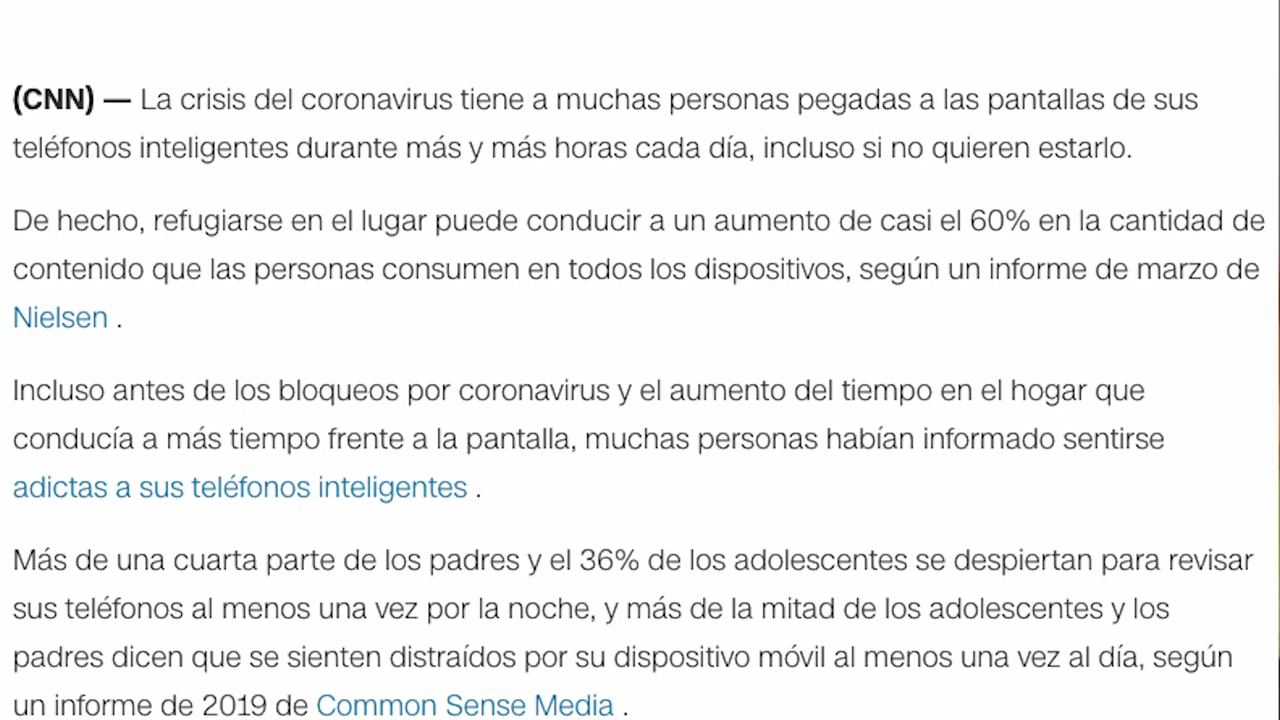 (CNN) — La crisis del coronavirus tiene a muchas personas pegadas a las pantallas de sus
teléfonos inteligentes durante más y más horas cada día, incluso si no quieren estarlo.
De hecho, refugiarse en el lugar puede conducir a un aumento de casi el 60% en la cantidad de
contenido que las personas consumen en todos los dispositivos, según un informe de marzo de
Nielsen .
Incluso antes de los bloqueos por coronavirus y el aumento del tiempo en el hogar que
conducía a más tiempo frente a la pantalla, muchas personas habían informado sentirse
adictas a sus teléfonos inteligentes .
Más de una cuarta parte de los padres y el 36% de los adolescentes se despiertan para revisar
sus teléfonos al menos una vez por la noche, y más de la mitad de los adolescentes y los
padres dicen que se sienten distraídos por su dispositivo móvil al menos una vez al día, según
un informe de 2019 de Common Sense Media .